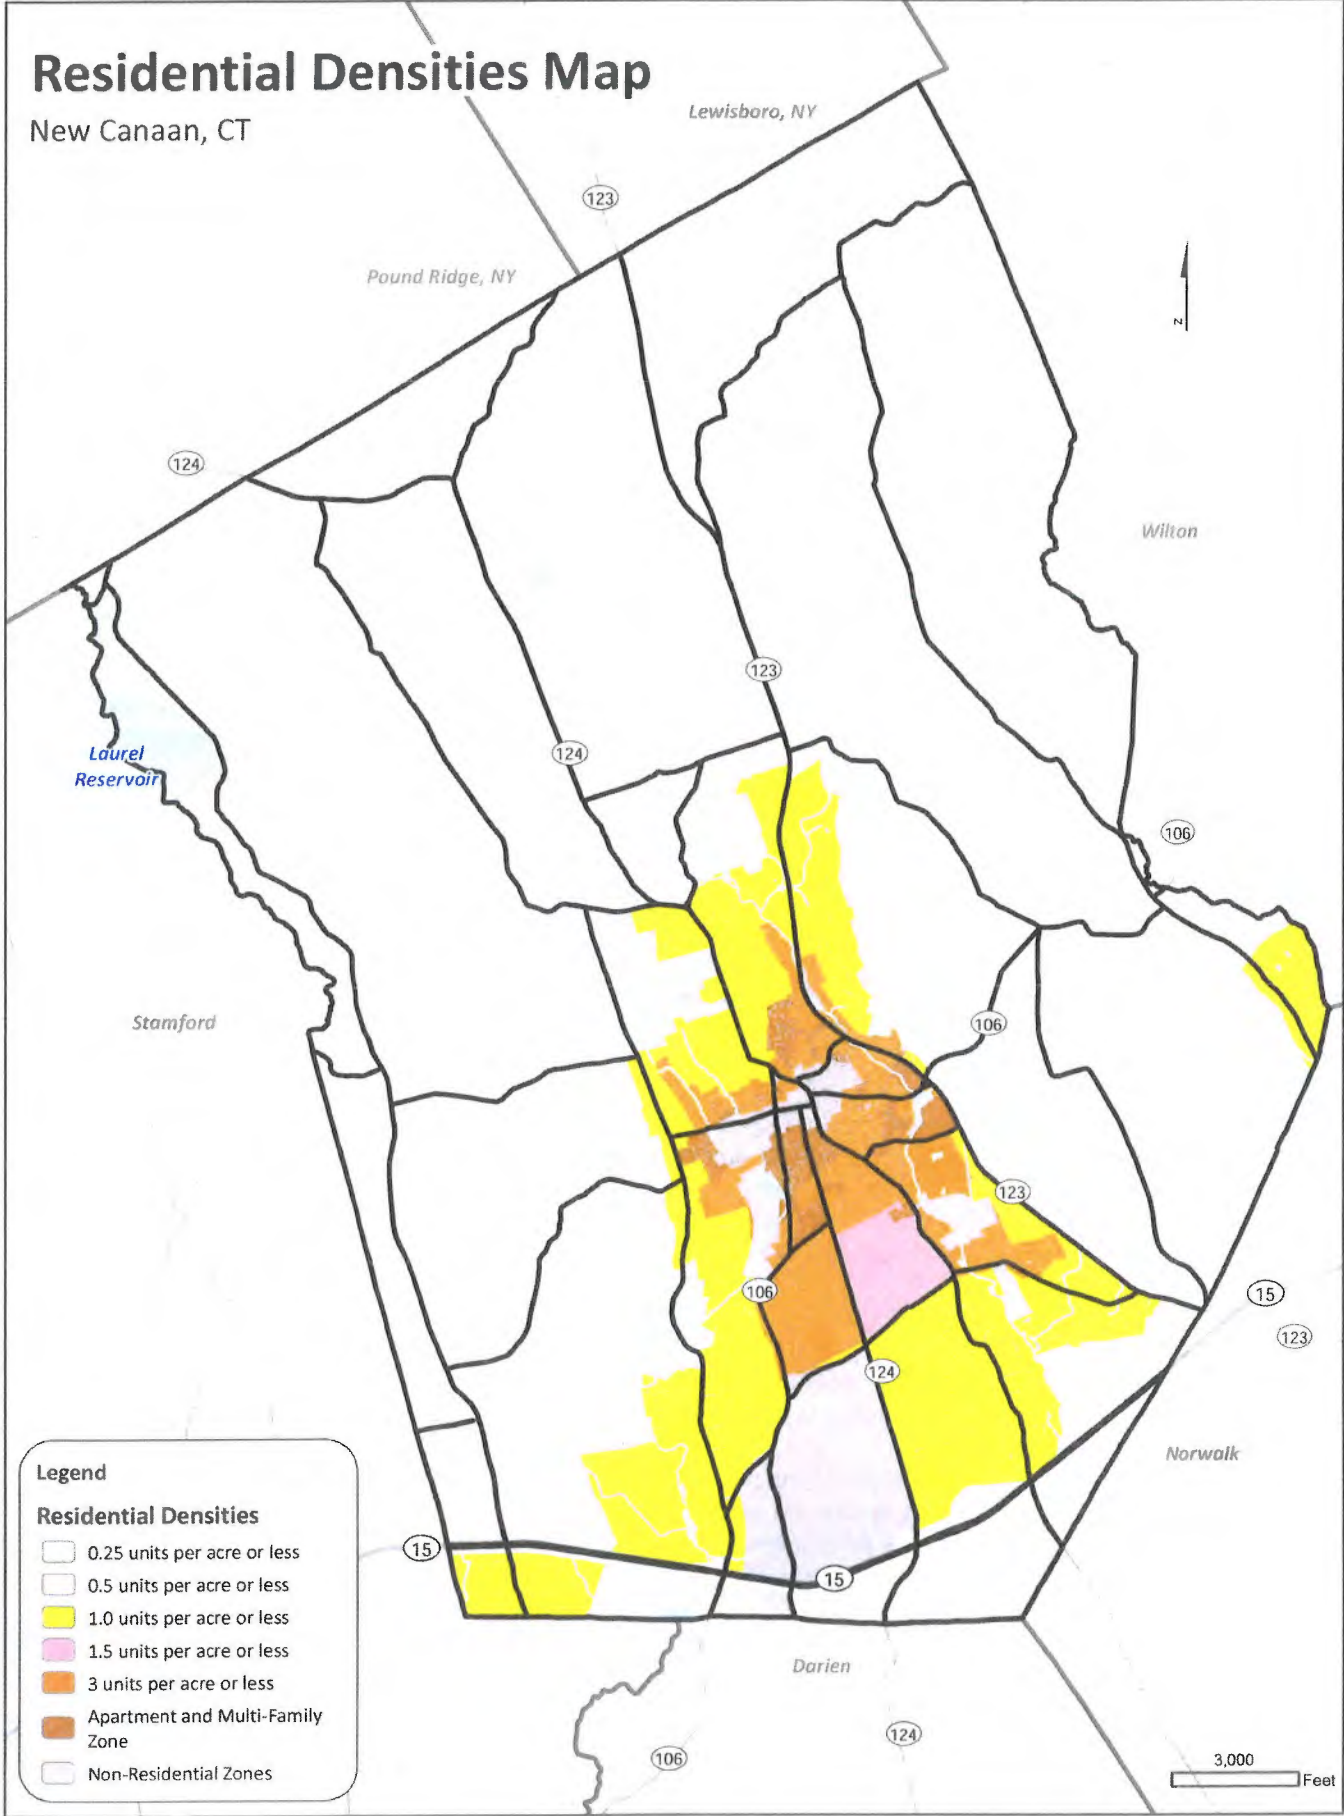 Residential Densities Map
New Canaan, CT
Lewisboro, NY
123
Pound Ridge, NY
124
N
Wilton
123
124
Laurel
Reservoir
106
Stamford
106
123
106
15
123
124
Norwalk
15
15
Darien
124
106
Legend
Residential Densities
0.25 units per acre or less
0.5 units per acre or less
1.0 units per acre or less
1.5 units per acre or less
3 units per acre or less
Apartment and Multi-Family
Zone
Non-Residential Zones
3,000
Feet